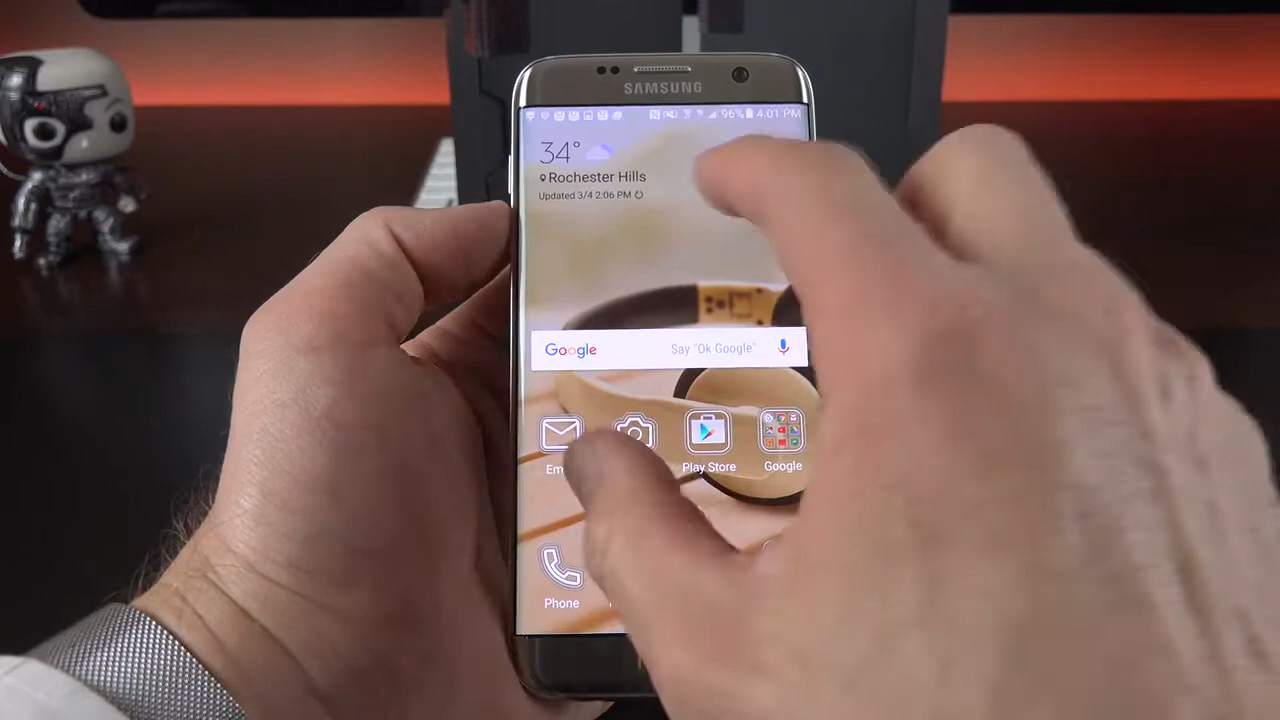 SAMSUNG
96% 4:01 PM
34°
Rochester Hills
Updated 3/4 2:06 PM
Google Say "Ok Google"
Play Store
Google
Phone